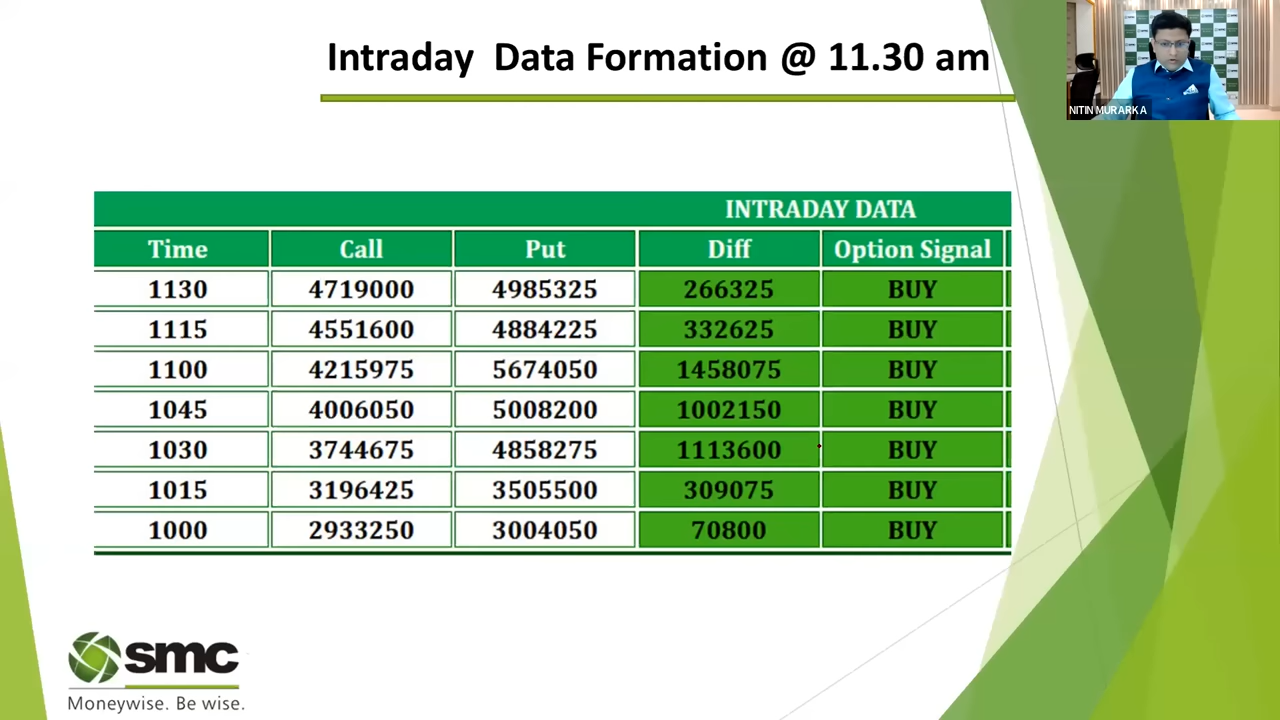 Intraday Data Formation @ 11.30 am
NITIN MURARKA
INTRADAY DATA
Time Call Put Diff Option Signal
1130 4719000 4985325 266325 BUY
1115 4551600 4884225 332625 BUY
1100 4215975 5674050 1458075 BUY
1045 4006050 5008200 1002150 BUY
1030 3744675 4858275 1113600 BUY
1015 3196425 3505500 309075 BUY
1000 2933250 3004050 70800 BUY
smc
Moneywise. Be wise.